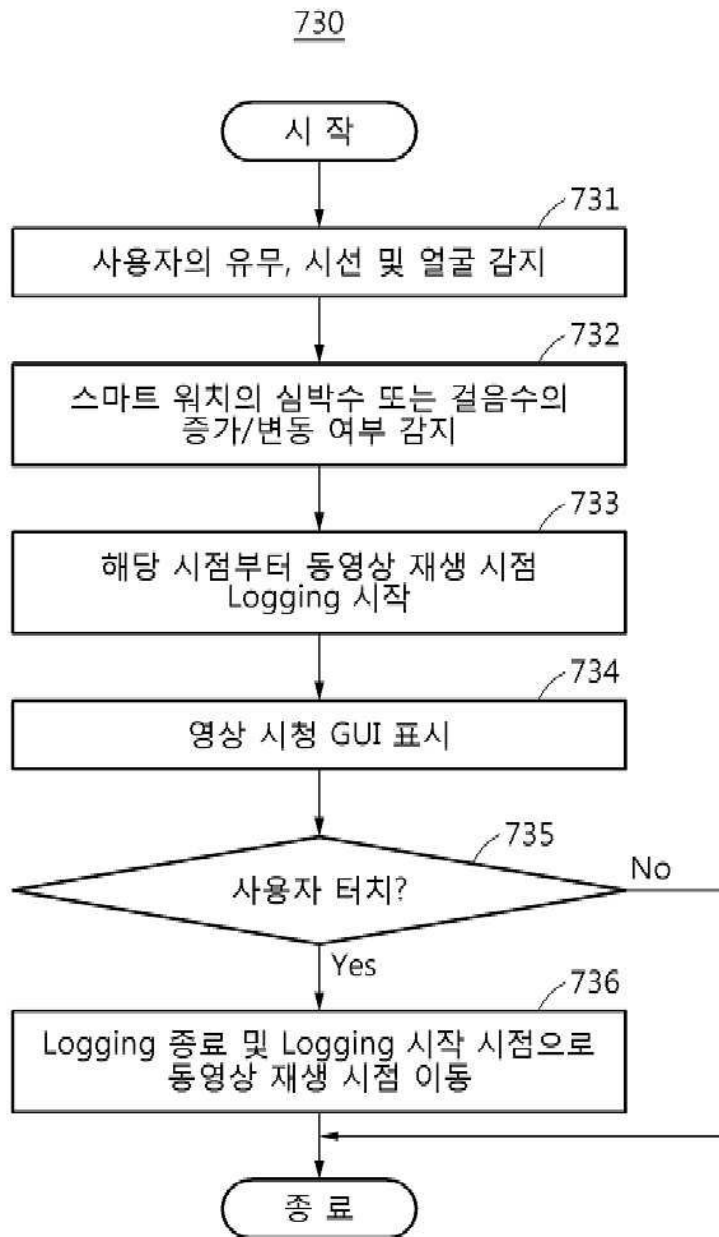 730
시 작
731
사용자의 유무, 시선 및 얼굴 감지
732
스마트 워치의 심박수 또는 걸음수의
증가/변동 여부 감지
733
해당 시점부터 동영상 재생 시점
Logging 시작
734
영상 시청 GUI 표시
735
사용자 터치?
No
Yes
736
Logging 종료 및 Logging 시작 시점으로
동영상 재생 시점 이동
종 료